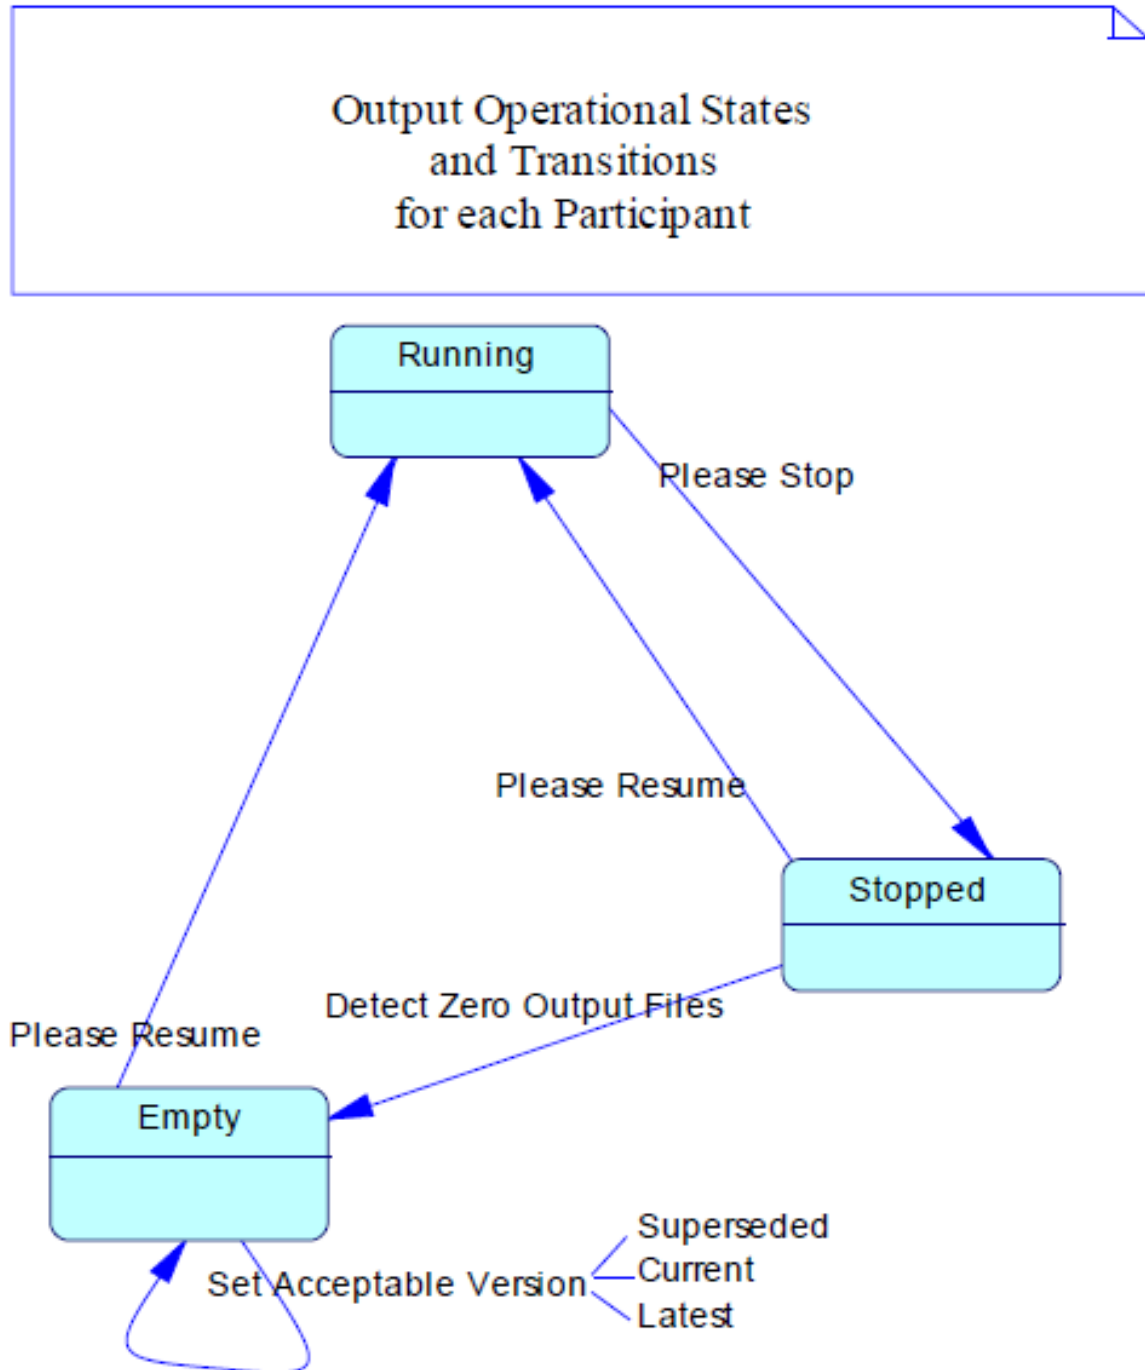 Output Operational States
and Transitions
for each Participant
Running
Please Stop
Please Resume
Stopped
Detect Zero Output Files
Please Resume
Empty
Set Acceptable Version
Superseded
Current
Latest